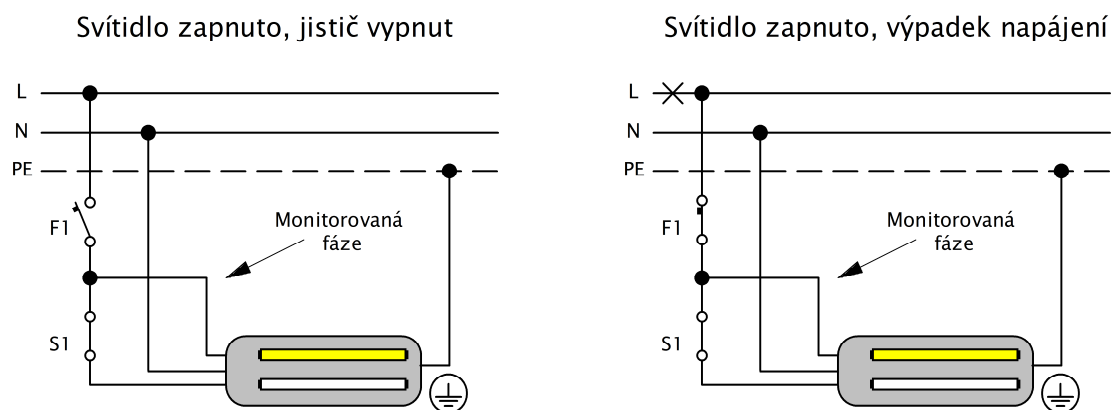 Svítidlo zapnuto, jistič vypnut
L
N
PE
F1
Monitorovaná
fáze
S1
Svítidlo zapnuto, výpadek napájení
L
N
PE
F1
Monitorovaná
fáze
S1